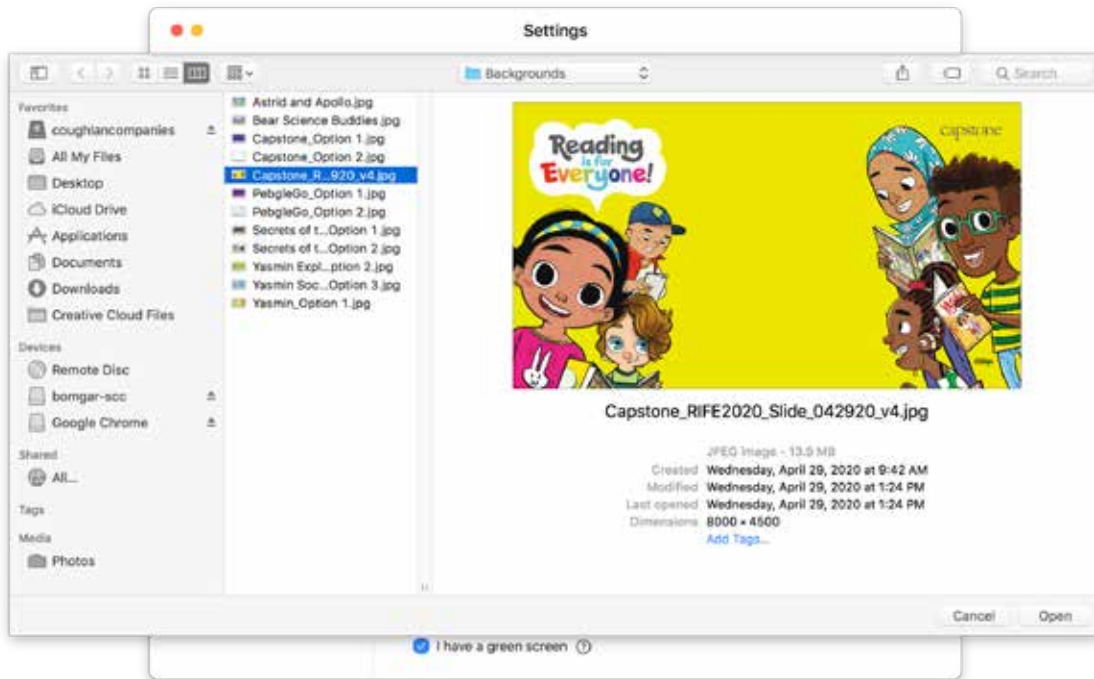 Settings
Backgrounds
Search
Favorites
coughlancompanies
All My Files
Desktop
iCloud Drive
Applications
Documents
Downloads
Creative Cloud Files
Devices
Remote Disc
bomgar-scc
Google Chrome
Shared
All...
Tags
Media
Photos
Astrid and Apollo.jpg
Bear Science Buddies.jpg
Capstone_Option 1.jpg
Capstone_Option 2.jpg
Capstone_R...920_v4.jpg
PebgleGo_Option 1.jpg
PebgleGo_Option 2.jpg
Secrets of t...Option 1.jpg
Secrets of t...Option 2.jpg
Yasmin Expl...ption 2.jpg
Yasmin Soc...Option 3.jpg
Yasmin_Option 1.jpg
Reading
is for
Everyone!
capstone
Capstone_RIFE2020_Slide_042920_v4.jpg
JPEG image - 13.9 MB
Created Wednesday, April 29, 2020 at 9:42 AM
Modified Wednesday, April 29, 2020 at 1:24 PM
Last opened Wednesday, April 29, 2020 at 1:24 PM
Dimensions 8000 × 4500
Add Tags...
Cancel
Open
I have a green screen